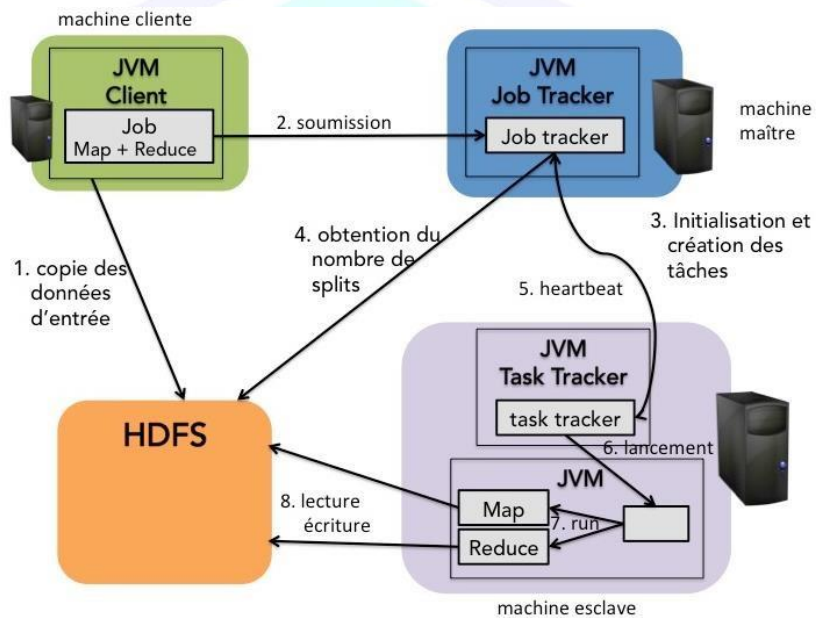 machine cliente
JVM
Client
Job
Map + Reduce
2. soumission
JVM
Job Tracker
Job tracker
machine
maître
1. copie des
données
d'entrée
4. obtention du
nombre de
splits
3. Initialisation et
création des
tâches
5. heartbeat
HDFS
JVM
Task Tracker
task tracker
6. lancement
JVM
Map
7. run
Reduce
8. lecture
écriture
machine esclave